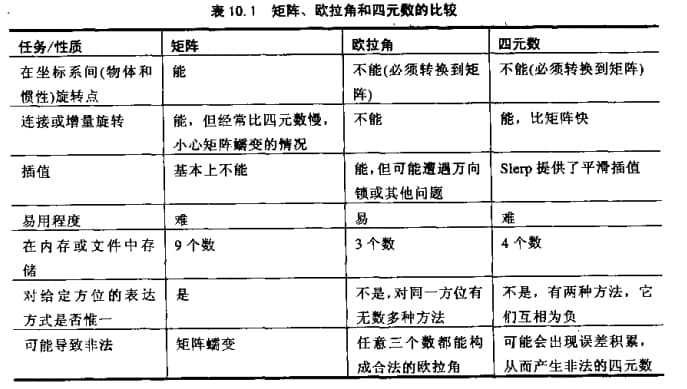 表 10.1 矩阵、欧拉角和四元数的比较
任务/性质 矩阵 欧拉角 四元数
在坐标系间(物体和 能 不能(必须转换到矩 不能(必须转换到矩阵)
惯性)旋转点 阵)
连接或增量旋转 能，但经常比四元数慢， 不能 能，比矩阵快
小心矩阵蠕变的情况
插值 基本上不能 能，但可能遭遇万向 Slerp 提供了平滑插值
锁或其他问题
易用程度 难 易 难
在内存或文件中存 9 个数 3 个数 4 个数
储
对给定方位的表达 是 不是，对同一方位有 不是，有两种方法，它
方式是否惟一 无数多种方法 们互相为负
可能导致非法 矩阵蠕变 任意三个数都能构 可能会出现误差积累，
成合法的欧拉角 从而产生非法的四元数